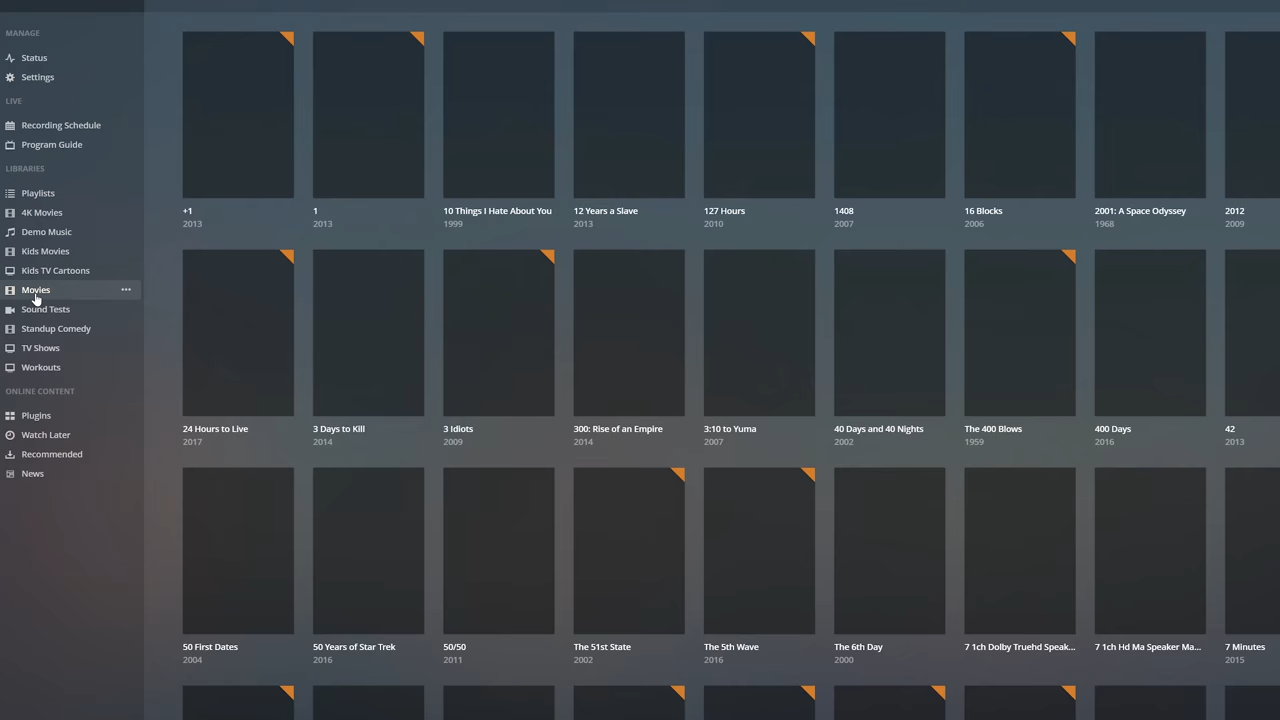 MANAGE
Status
Settings
LIVE
Recording Schedule
Program Guide
LIBRARIES
Playlists
4K Movies
Demo Music
Kids Movies
Kids TV Cartoons
Movies
Sound Tests
Standup Comedy
TV Shows
Workouts
ONLINE CONTENT
Plugins
Watch Later
Recommended
News
+1 1 10 Things I Hate About You 12 Years a Slave 127 Hours 1408 16 Blocks 2001: A Space Odyssey 2012
2013 2013 1999 2013 2010 2007 2006 1968 2009
24 Hours to Live 3 Days to Kill 3 Idiots 300: Rise of an Empire 3:10 to Yuma 40 Days and 40 Nights The 400 Blows 400 Days 42
2017 2014 2009 2014 2007 2002 1959 2016 2013
50 First Dates 50 Years of Star Trek 50/50 The 51st State The 5th Wave The 6th Day 7 1ch Dolby Truehd Speak... 7 1ch Hd Ma Speaker Ma... 7 Minutes
2004 2016 2011 2002 2016 2000 2015